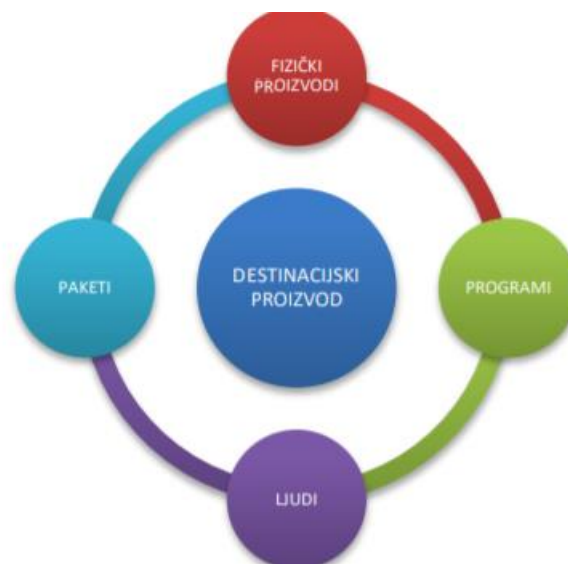 FIZIČKI
PROIZVODI
PAKETI
DESTINACIJSKI
PROIZVOD
PROGRAMI
LJUDI